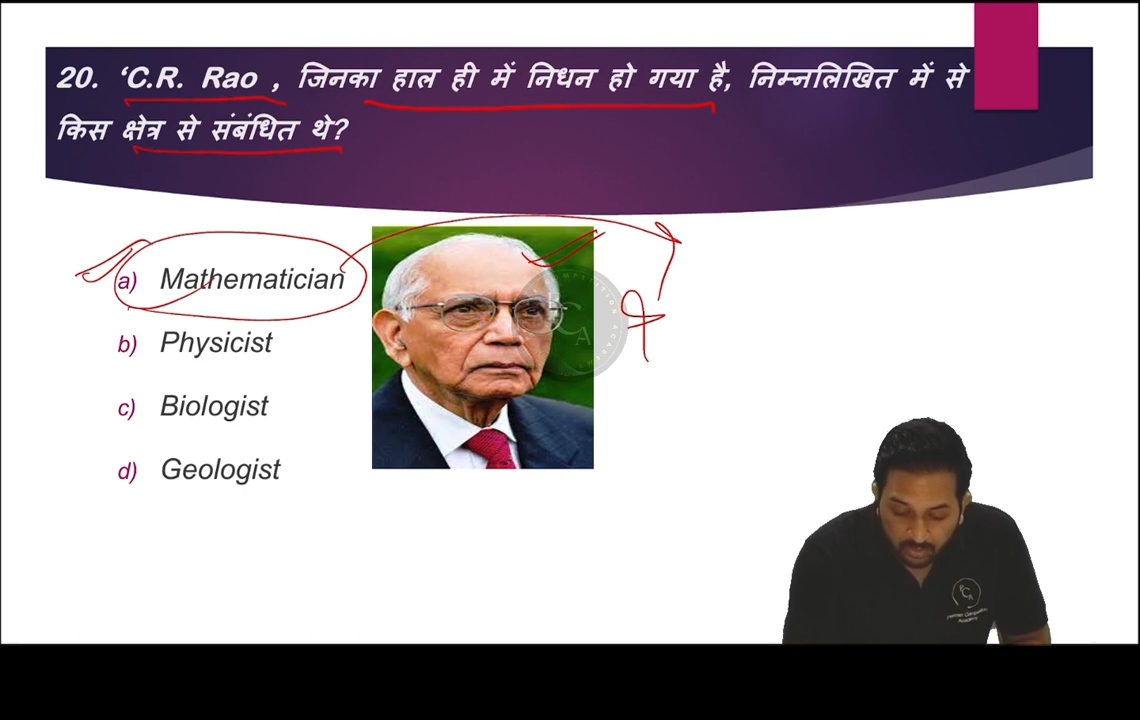 20. ‘C.R. Rao , जिनका हाल ही में निधन हो गया है, निम्नलिखित में से
किस क्षेत्र से संबंधित थे?
a) Mathematician
b) Physicist
c) Biologist
d) Geologist